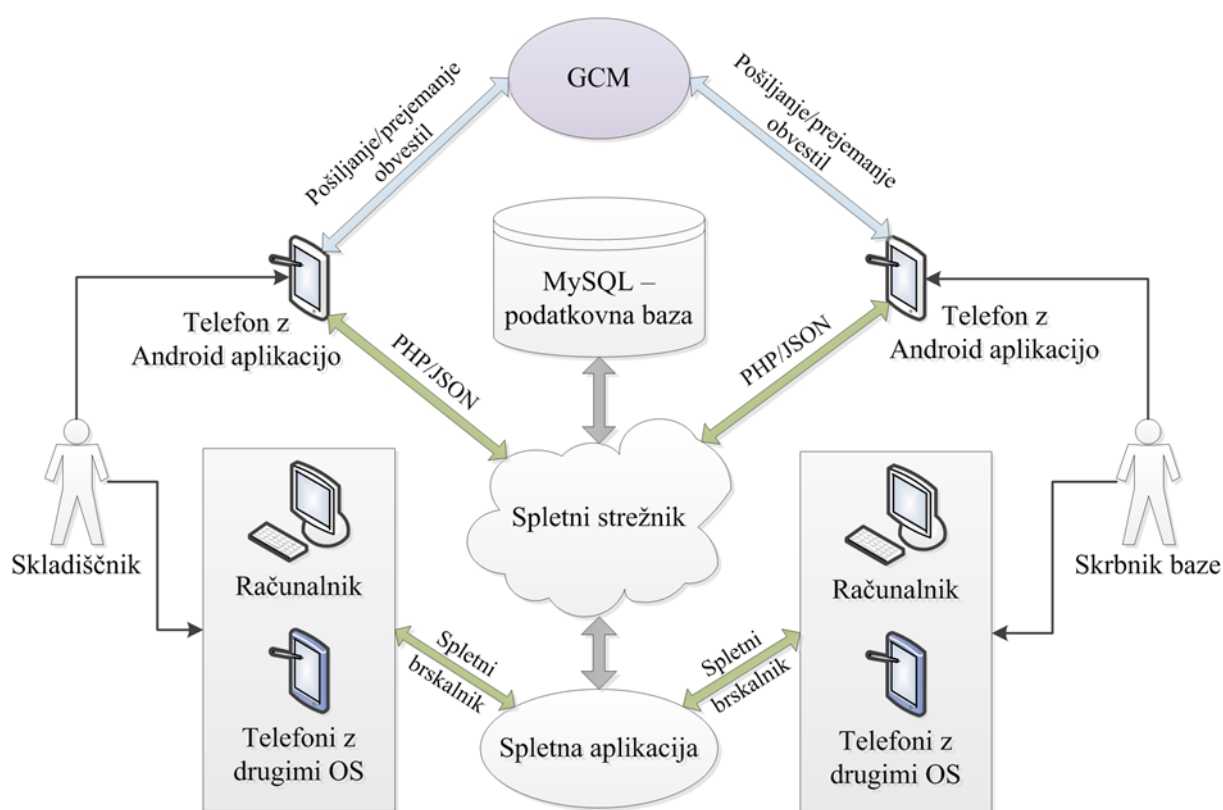 GCM
Pošiljanje/prejemanje
obvestil
Pošiljanje/prejemanje
obvestil
MySQL –
podatkovna baza
Telefon z
Android aplikacijo
Telefon z
Android aplikacijo
PHP/JSON
PHP/JSON
Spletni strežnik
Skladiščnik
Skrbnik baze
Računalnik
Računalnik
Spletni
brskalnik
Spletni
brskalnik
Telefoni z
drugimi OS
Spletna aplikacija
Telefoni z
drugimi OS